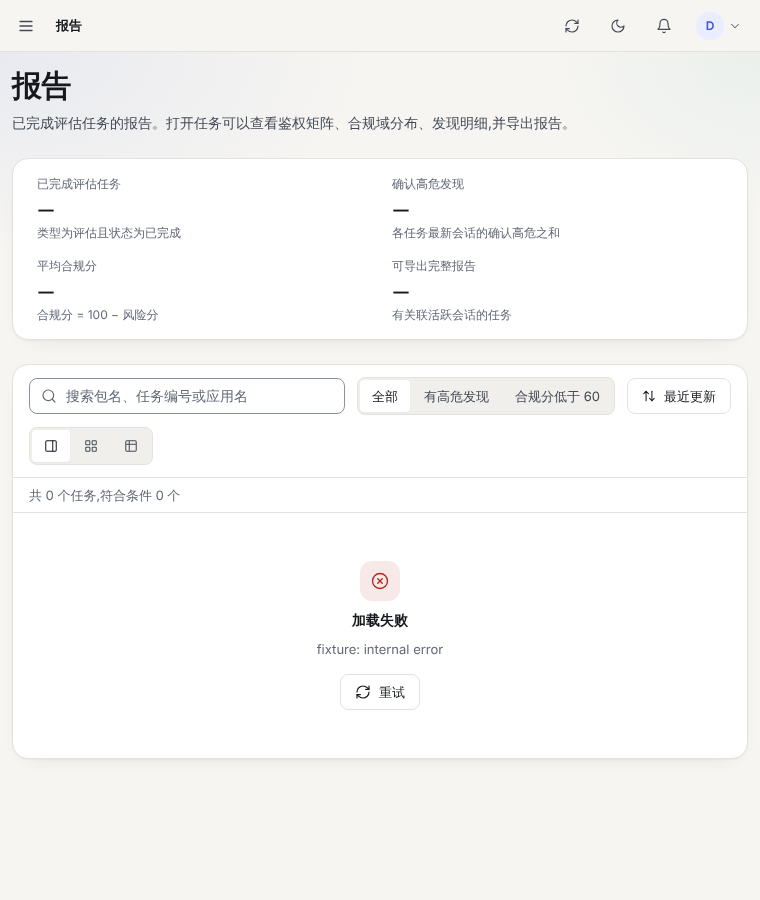 报告
D
报告
已完成评估任务的报告。打开任务可以查看鉴权矩阵、合规域分布、发现明细,并导出报告。
已完成评估任务
—
类型为评估且状态为已完成
确认高危发现
—
各任务最新会话的确认高危之和
平均合规分
—
合规分 = 100 − 风险分
可导出完整报告
—
有关联活跃会话的任务
搜索包名、任务编号或应用名
全部
有高危发现
合规分低于 60
最近更新
共 0 个任务,符合条件 0 个
加载失败
fixture: internal error
重试